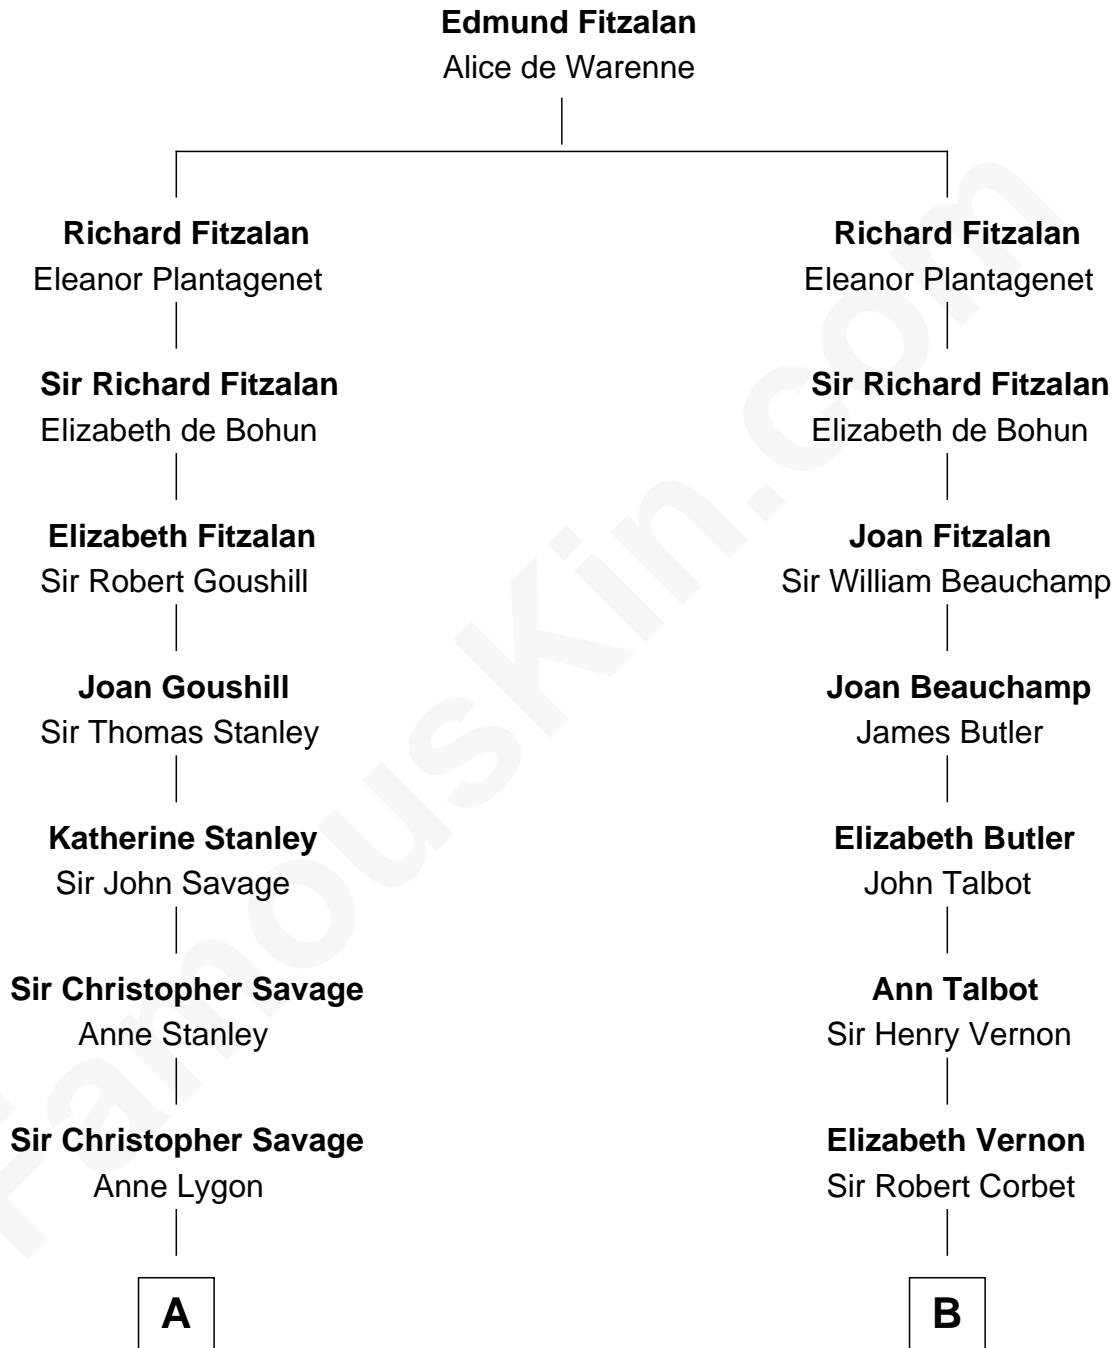 Edmund Fitzalan
Alice de Warenne
Richard Fitzalan
Eleanor Plantagenet
Sir Richard Fitzalan
Elizabeth de Bohun
Elizabeth Fitzalan
Sir Robert Goushill
Joan Goushill
Sir Thomas Stanley
Katherine Stanley
Sir John Savage
Sir Christopher Savage
Anne Stanley
Sir Christopher Savage
Anne Lygon
A
Richard Fitzalan
Eleanor Plantagenet
Sir Richard Fitzalan
Elizabeth de Bohun
Joan Fitzalan
Sir William Beauchamp
Joan Beauchamp
James Butler
Elizabeth Butler
John Talbot
Ann Talbot
Sir Henry Vernon
Elizabeth Vernon
Sir Robert Corbet
B
FamousKin.com